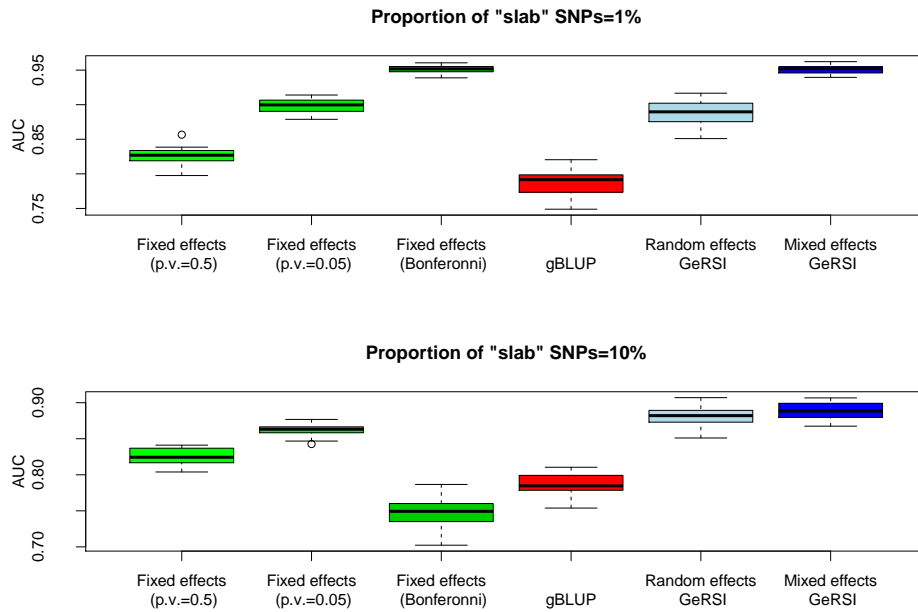 Proportion of "slab" SNPs=1%
AUC
0.95
0.85
0.75
Fixed effects
(p.v.=0.5)
Fixed effects
(p.v.=0.05)
Fixed effects
(Bonferonni)
gBLUP
Random effects
GeRSI
Mixed effects
GeRSI
Proportion of "slab" SNPs=10%
AUC
0.90
0.80
0.70
Fixed effects
(p.v.=0.5)
Fixed effects
(p.v.=0.05)
Fixed effects
(Bonferonni)
gBLUP
Random effects
GeRSI
Mixed effects
GeRSI